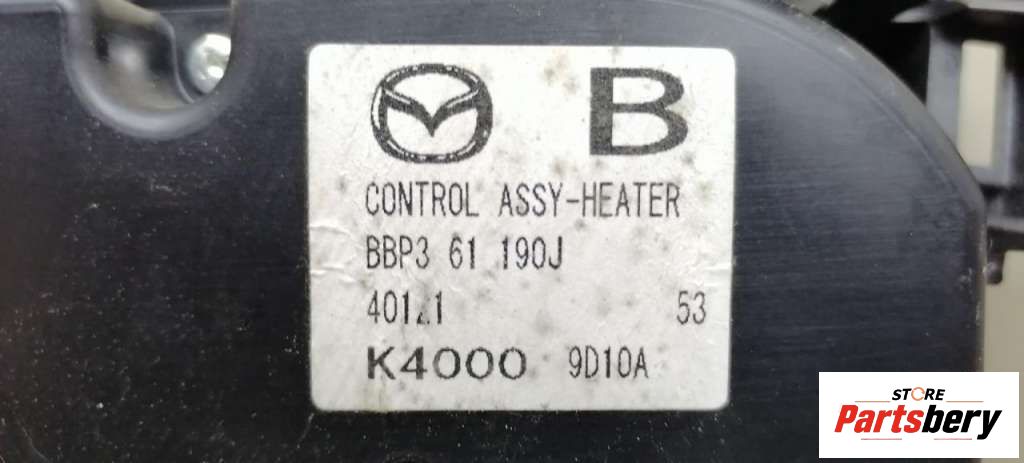 B
CONTROL ASSY-HEATER
BBP3 61 190J
53
K4000 9D10A
STORE
Partsbery